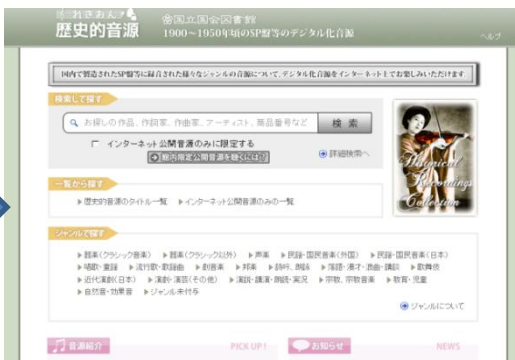 れきおん
歴史的音源
国立国会図書館
1900~1950年頃のSP盤等のデジタル化音源
ヘルプ
国内で製造されたSP盤等に録音された様々なジャンルの音源について、デジタル化音源をインターネット上でお楽しみいただけます
検索して探す
お探しの作品、作詞家、作曲家、アーティスト、商品番号など
検 索
インターネット公開音源のみに限定する
館内限定公開音源を聴くには?
詳細検索へ
Historical
Recordings
Collection
一覧から探す
歴史的音源のタイトル一覧 インターネット公開音源のみの一覧
ジャンルで探す
器楽(クラシック音楽) 器楽(クラシック以外) 声楽 民謡・国民音楽(外国) 民謡・国民音楽(日本)
唱歌・童謡 流行歌・歌謡曲 劇音楽 邦楽 詩吟、朗詠 落語・漫才・浪曲・講談 歌舞伎
近代演劇(日本) 演劇・演芸(その他) 演説・講演・朗読・実況 宗教、宗教音楽 教育・児童
自然音・効果音 ジャンル未付与
ジャンルについて
音源紹介
PICK UP!
お知らせ
NEWS